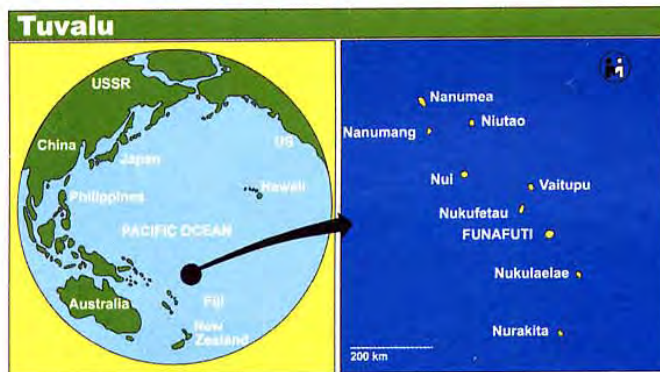 Tuvalu
USSR
China
Japan
US
Philippines
Hawaii
PACIFIC OCEAN
Australia
Fiji
New
Zealand
Nanumea
Nanumang
Niutao
Nui
Vaitupu
Nukufetau
FUNAFUTI
Nukulaelae
Nurakita
200 km